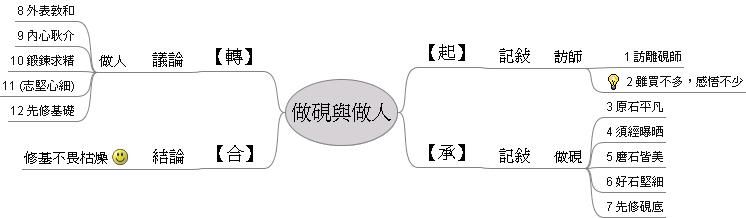 做硯與做人
【起】 記敍 訪師
1 訪雕硯師
2 雖買不多，感悟不少
【承】 記敍 做硯
3 原石平凡
4 須經曝晒
5 磨石皆美
6 好石堅細
7 先修硯底
【轉】 議論 做人
8 外表敦和
9 內心耿介
10 鍛鍊求精
11 (志堅心細)
12 先修基礎
【合】 結論 修基不畏枯燥